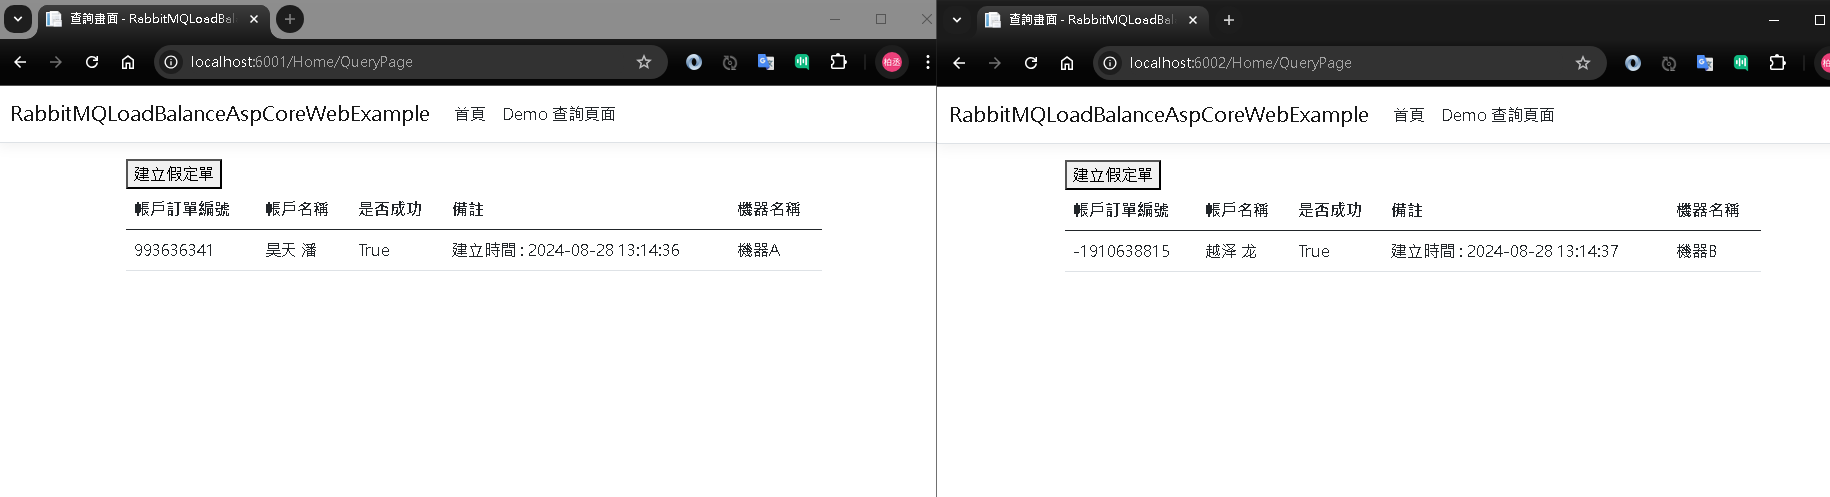 查詢畫面 - RabbitMQLoadBal
localhost:6001/Home/QueryPage
柏丞
RabbitMQLoadBalanceAspCoreWebExample 首頁 Demo 查詢頁面
建立假定單
帳戶訂單編號 帳戶名稱 是否成功 備註 機器名稱
993636341 昊天 潘 True 建立時間 : 2024-08-28 13:14:36 機器A
查詢畫面 - RabbitMQLoadBal
localhost:6002/Home/QueryPage
RabbitMQLoadBalanceAspCoreWebExample 首頁 Demo 查詢頁面
建立假定單
帳戶訂單編號 帳戶名稱 是否成功 備註 機器名稱
-1910638815 越泽 龙 True 建立時間 : 2024-08-28 13:14:37 機器B